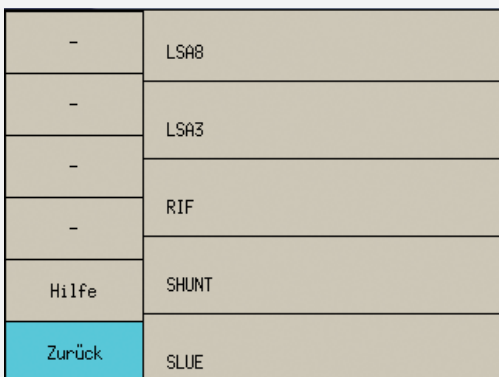 -
-
-
-
Hilfe
Zurück
LSA8
LSA3
RIF
SHUNT
SLUE